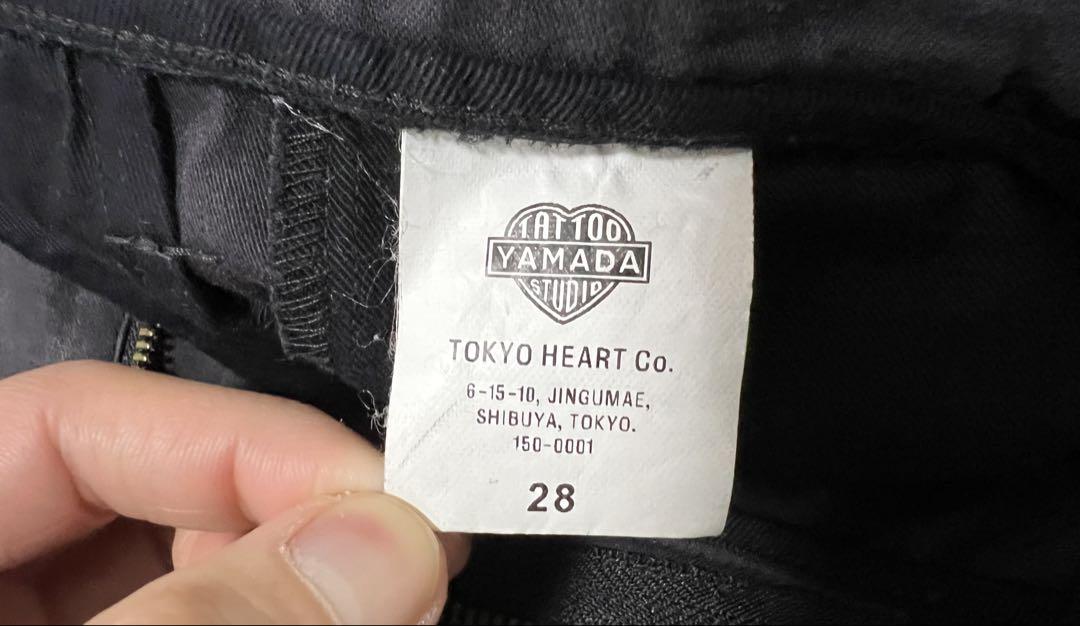 TATTOO
YAMADA
STUDIO
TOKYO HEART Co.
6-15-10, JINGUMAE,
SHIBUYA, TOKYO.
150-0001
28